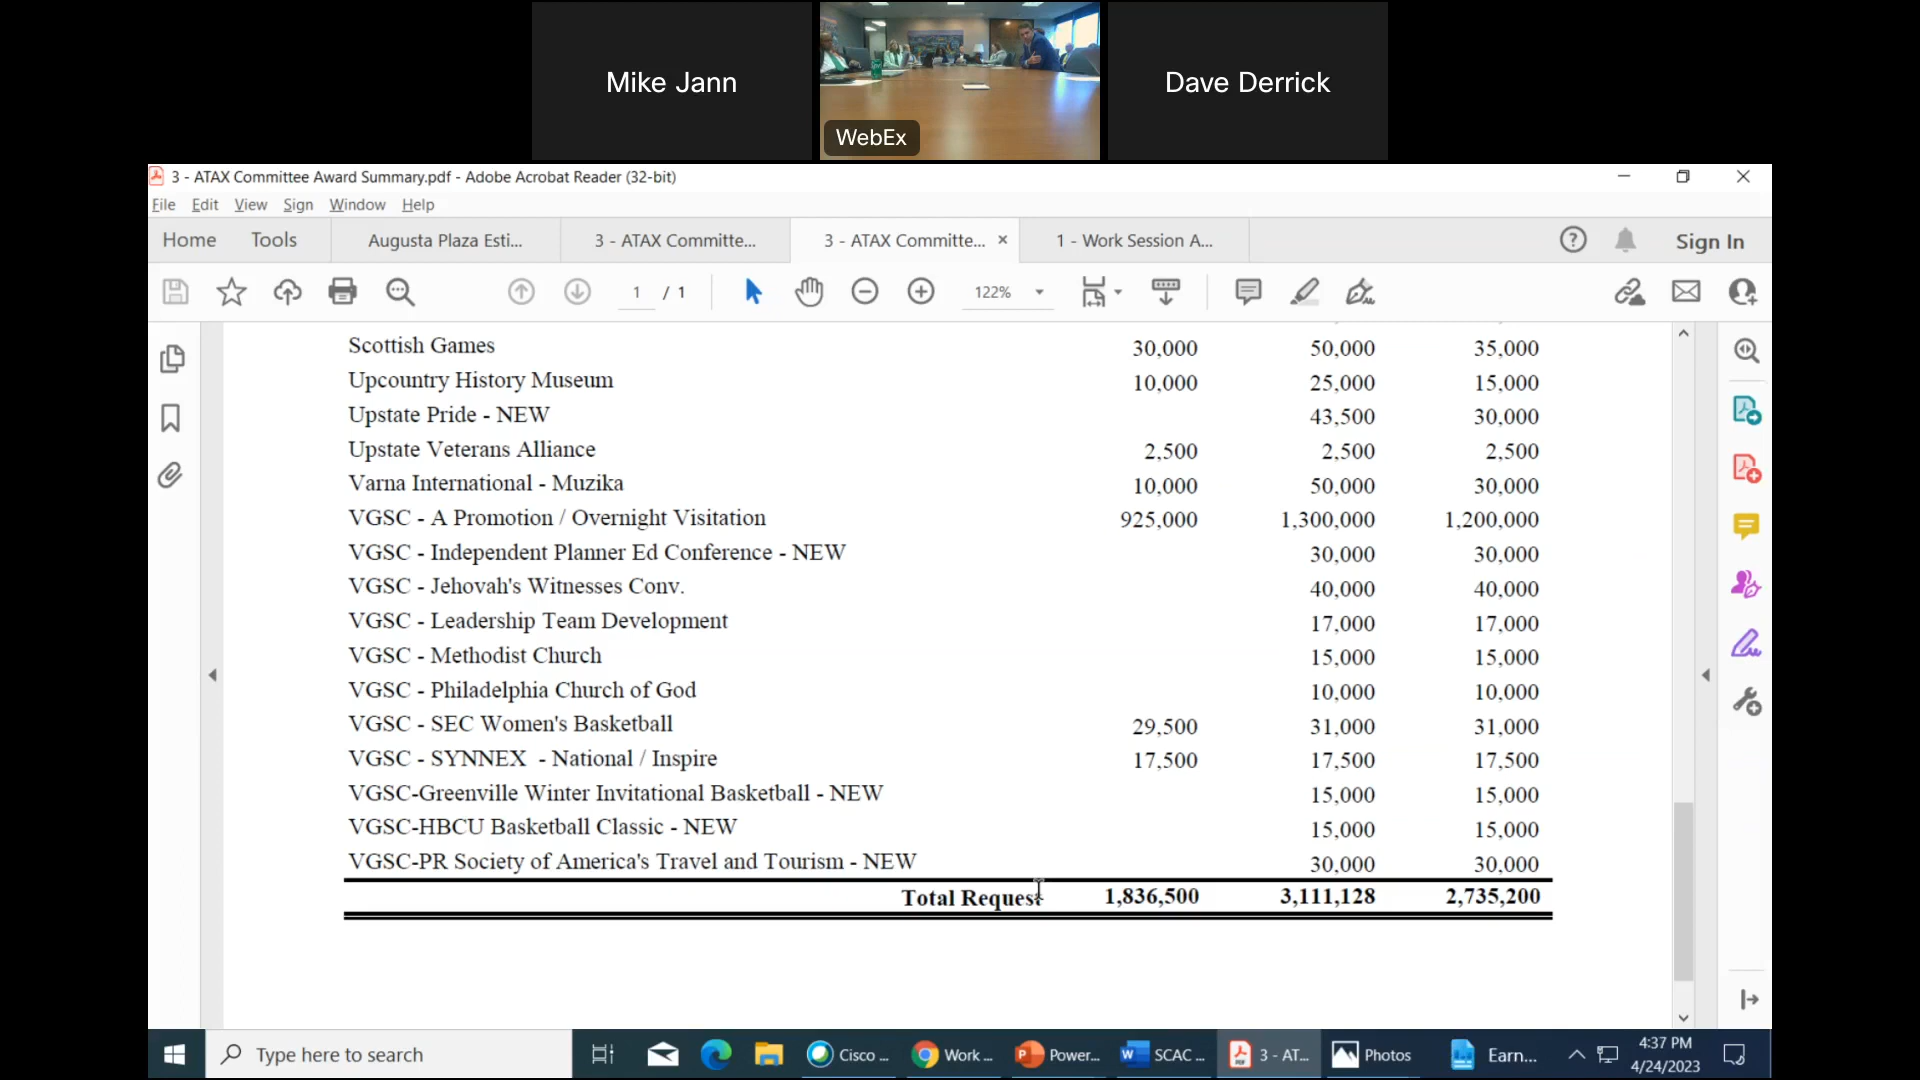 Mike Jann
WebEx
Dave Derrick
3 - ATAX Committee Award Summary.pdf - Adobe Acrobat Reader (32-bit)
File Edit View Sign Window Help
Home Tools Augusta Plaza Esti... 3 - ATAX Committe... 3 - ATAX Committe... × 1 - Work Session A... Sign In
1 / 1 122%
Scottish Games 30,000 50,000 35,000
Upcountry History Museum 10,000 25,000 15,000
Upstate Pride - NEW 43,500 30,000
Upstate Veterans Alliance 2,500 2,500 2,500
Varna International - Muzika 10,000 50,000 30,000
VGSC - A Promotion / Overnight Visitation 925,000 1,300,000 1,200,000
VGSC - Independent Planner Ed Conference - NEW 30,000 30,000
VGSC - Jehovah's Witnesses Conv. 40,000 40,000
VGSC - Leadership Team Development 17,000 17,000
VGSC - Methodist Church 15,000 15,000
VGSC - Philadelphia Church of God 10,000 10,000
VGSC - SEC Women's Basketball 29,500 31,000 31,000
VGSC - SYNNEX - National / Inspire 17,500 17,500 17,500
VGSC-Greenville Winter Invitational Basketball - NEW 15,000 15,000
VGSC-HBCU Basketball Classic - NEW 15,000 15,000
VGSC-PR Society of America's Travel and Tourism - NEW 30,000 30,000
Total Request 1,836,500 3,111,128 2,735,200
Type here to search Cisco ... Work ... Power... SCAC ... 3 - AT... Photos Earn... 4:37 PM
4/24/2023